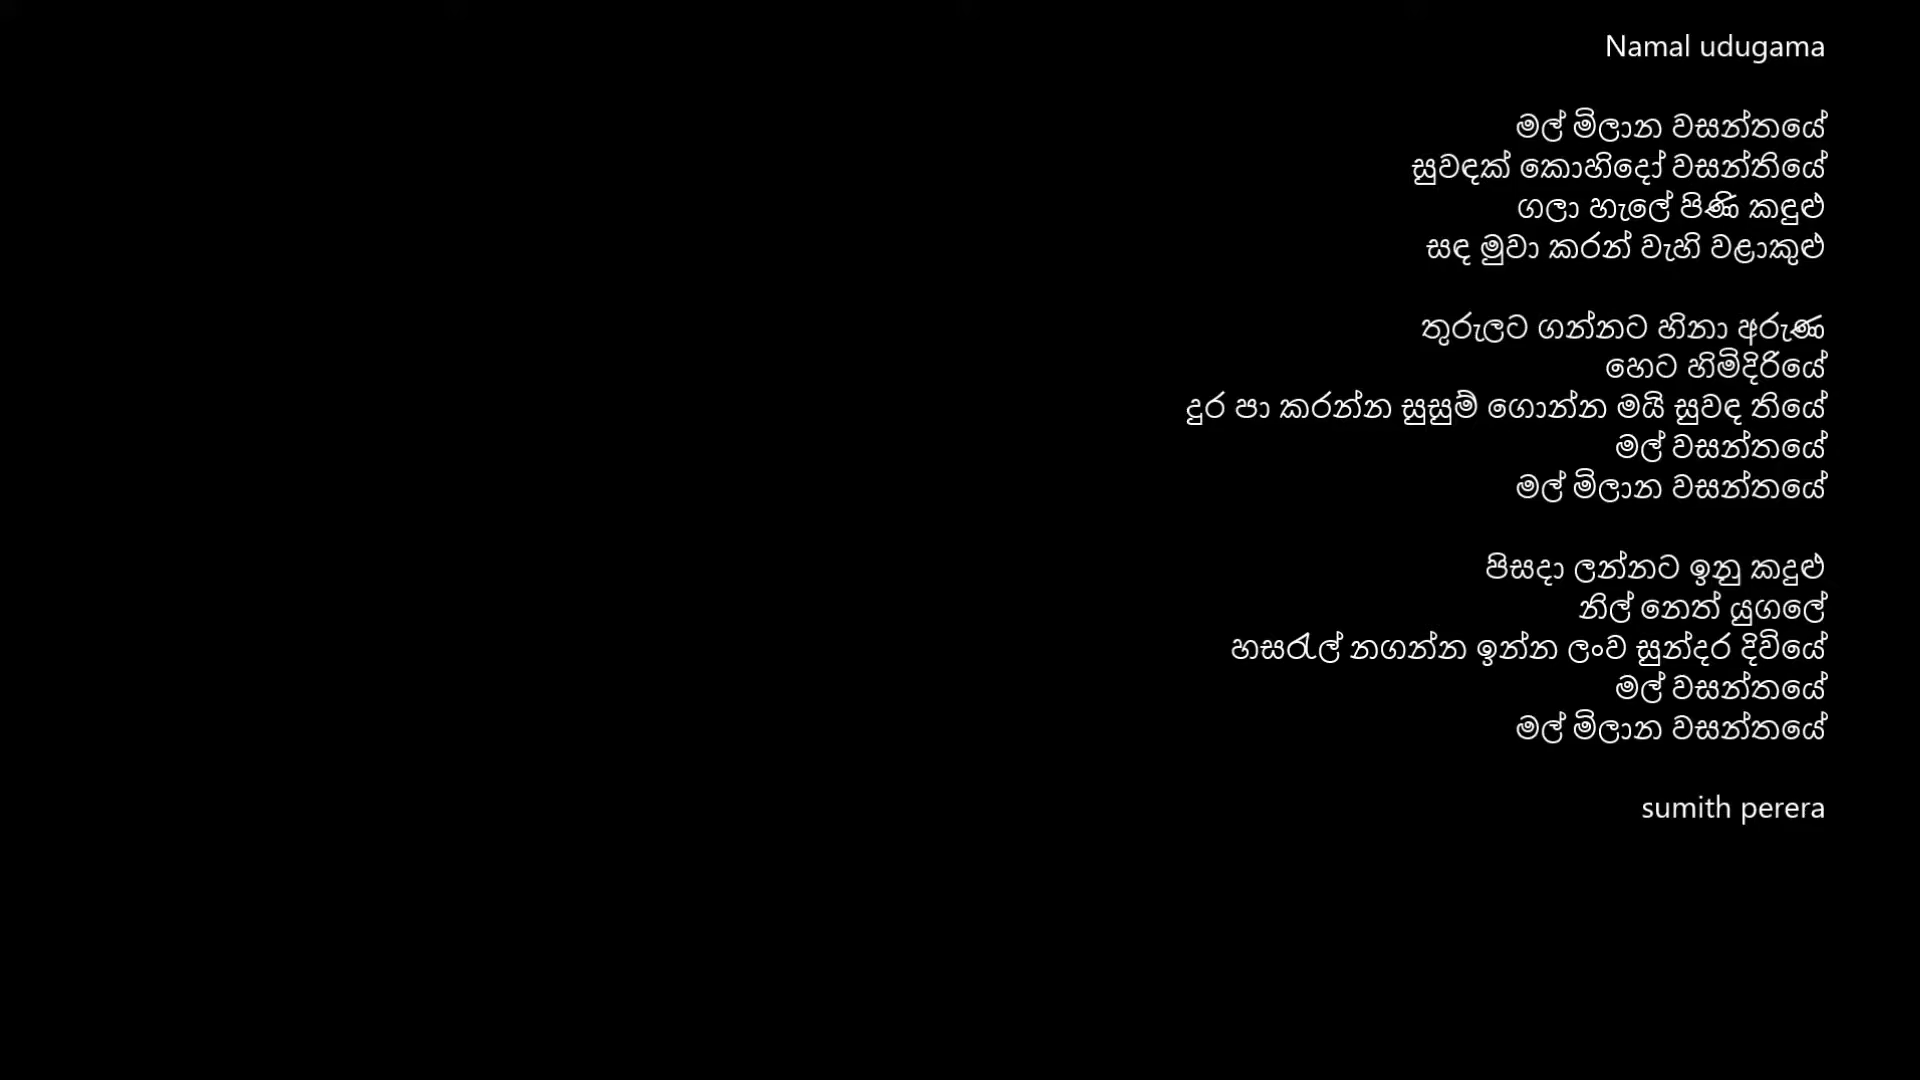 Namal udugama
මල් මිලාන වසන්තයේ
සුවඳක් කොහිදෝ වසන්තියේ
ගලා හැලේ පිණි කඳුළු
සඳ මුවා කරන් වැහි වළාකුළු
තුරුලට ගන්නට හිනා අරුණ
හෙට හිමිදිරියේ
දුර පා කරන්න සුසුම් ගොන්න මයි සුවඳ තියේ
මල් වසන්තයේ
මල් මිලාන වසන්තයේ
පිසදා ලන්නට ඉනු කදුළු
නිල් නෙත් යුගලේ
හසරැල් නගන්න ඉන්න ලංව සුන්දර දිවියේ
මල් වසන්තයේ
මල් මිලාන වසන්තයේ
sumith perera